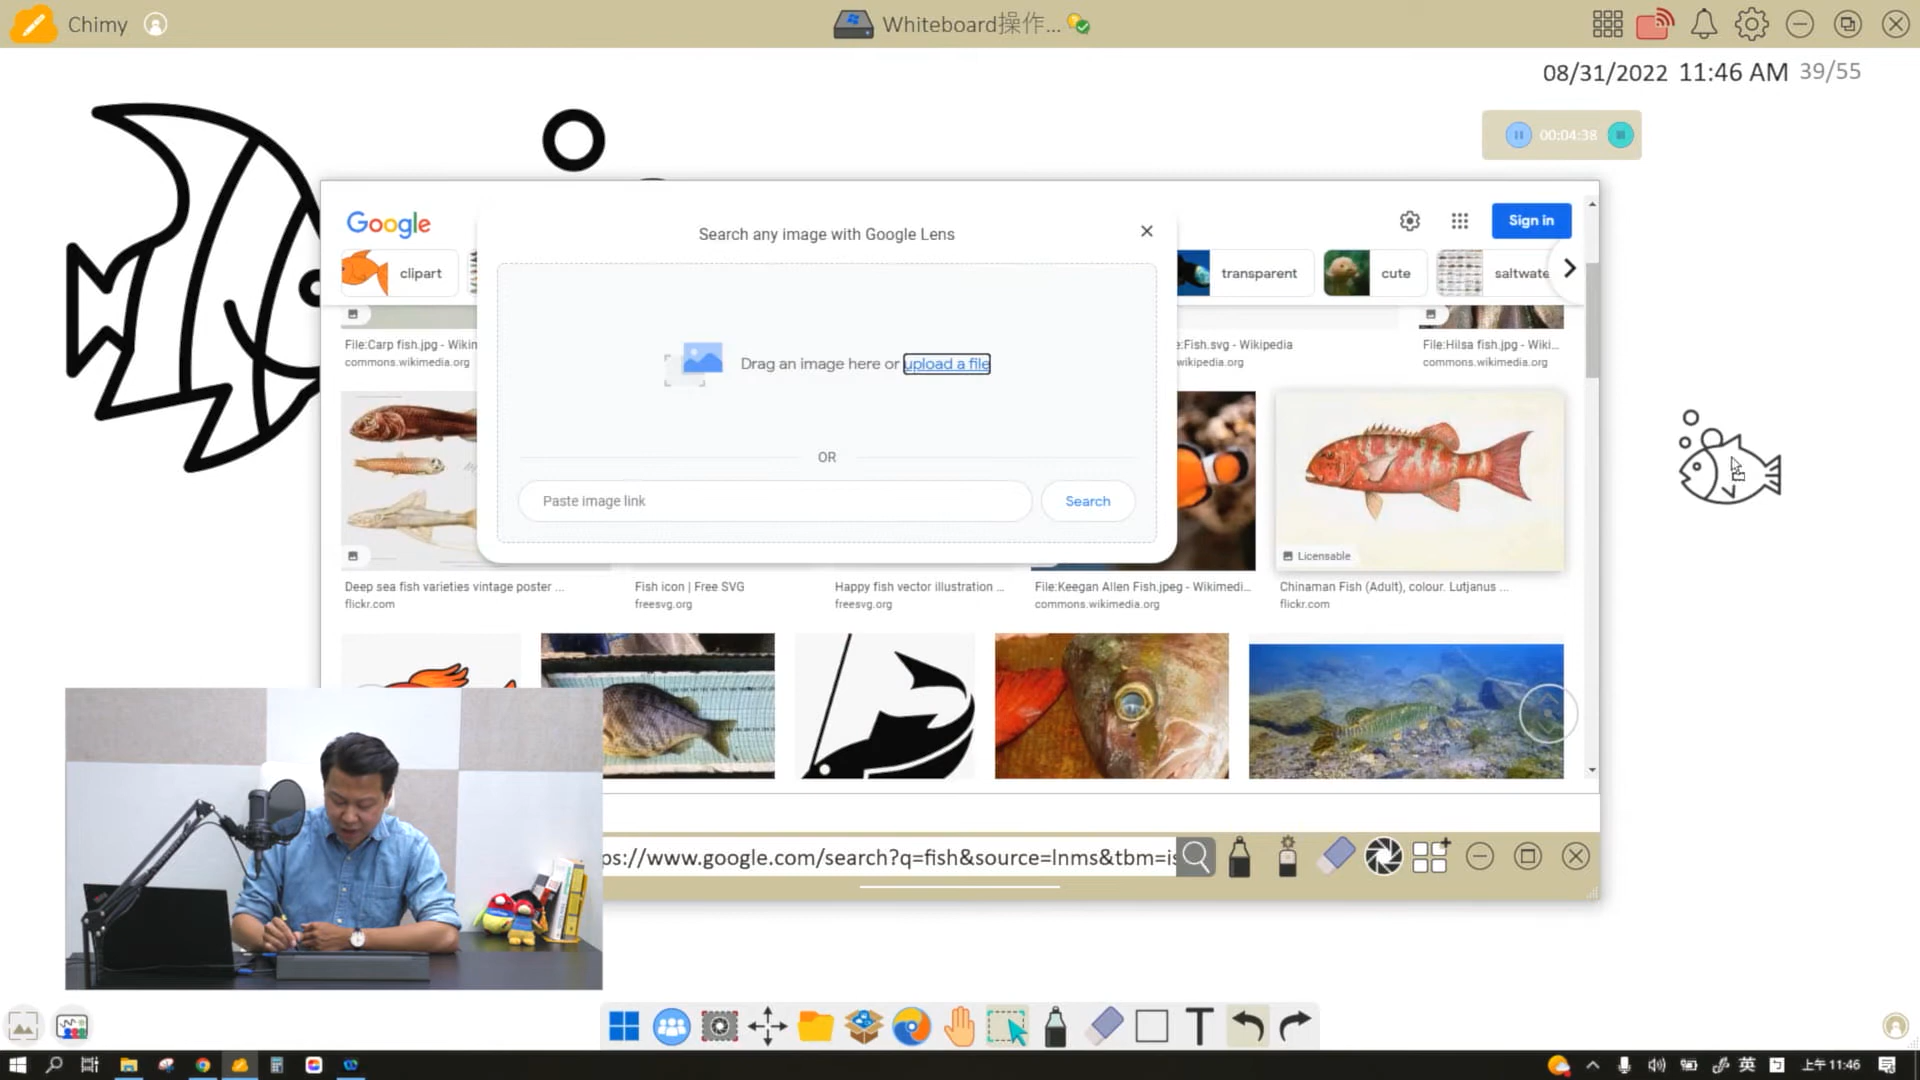 Chimy
Whiteboard操作...
08/31/2022 11:46 AM 39/55
00:04:38
Google
Search any image with Google Lens
Sign in
clipart
transparent
cute
saltwate
Drag an image here or upload a file
OR
Paste image link
Search
File:Carp fish.jpg - Wikin
commons.wikimedia.org
e:Fish.svg - Wikipedia
vikipedia.org
File:Hilsa fish.jpg - Wiki...
commons.wikimedia.org
Licensable
Deep sea fish varieties vintage poster ...
flickr.com
Fish icon | Free SVG
freesvg.org
Happy fish vector illustration ...
freesvg.org
File:Keegan Allen Fish.jpeg - Wikimedi...
commons.wikimedia.org
Chinaman Fish (Adult), colour. Lutjanus ...
flickr.com
ps://www.google.com/search?q=fish&source=lnms&tbm=is
T
英
上午 11:46